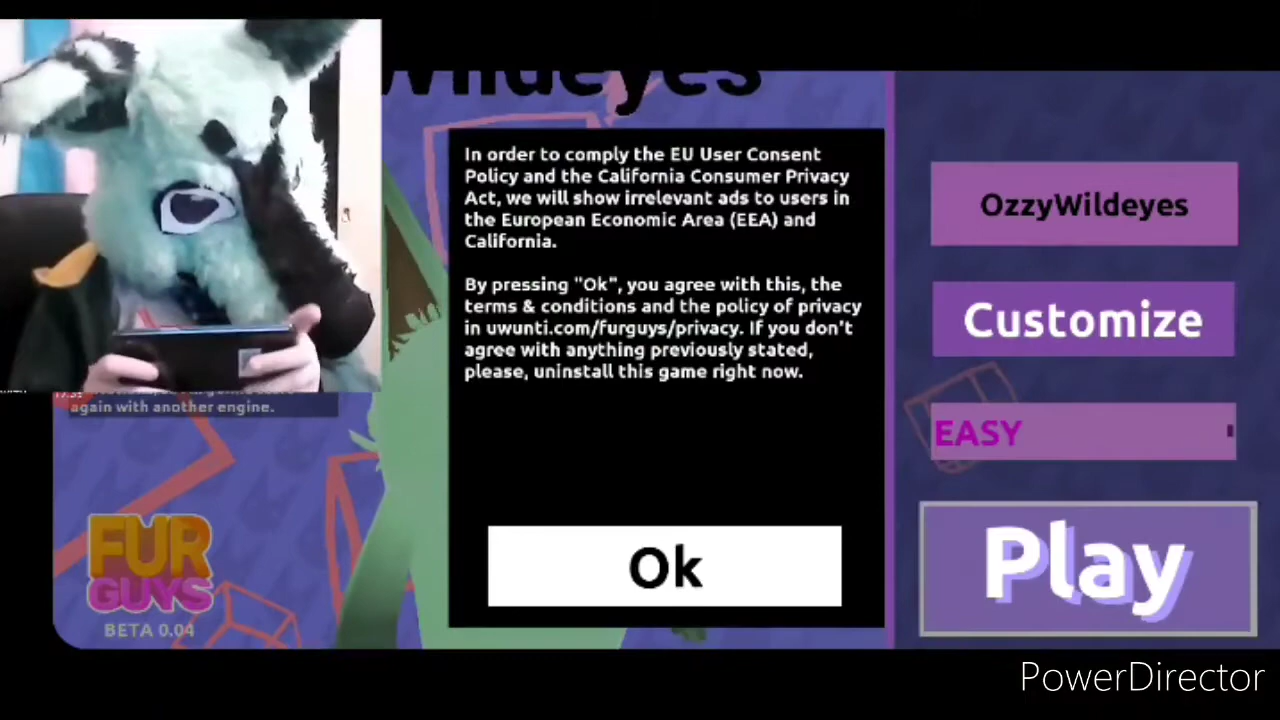 Wildeyes
In order to comply the EU User Consent
Policy and the California Consumer Privacy
Act, we will show irrelevant ads to users in
the European Economic Area (EEA) and
California.
By pressing "Ok", you agree with this, the
terms & conditions and the policy of privacy
in uwunti.com/furguys/privacy. If you don't
agree with anything previously stated,
please, uninstall this game right now.
Ok
OzzyWildeyes
Customize
EASY
Play
again with another engine.
FUR
GUYS
BETA 0.04
PowerDirector